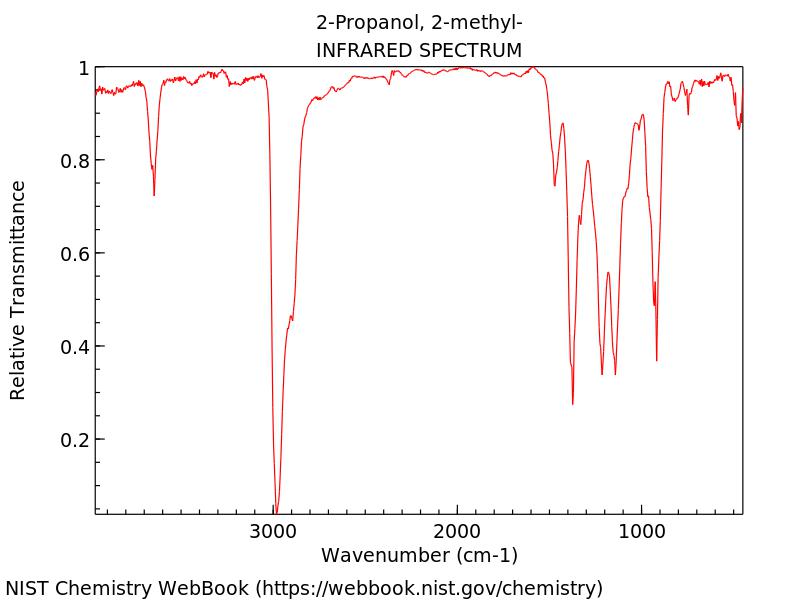 2-Propanol, 2-methyl-
INFRARED SPECTRUM
1
0.8
0.6
0.4
0.2
Relative Transmittance
3000
2000
1000
Wavenumber (cm-1)
NIST Chemistry WebBook (https://webbook.nist.gov/chemistry)